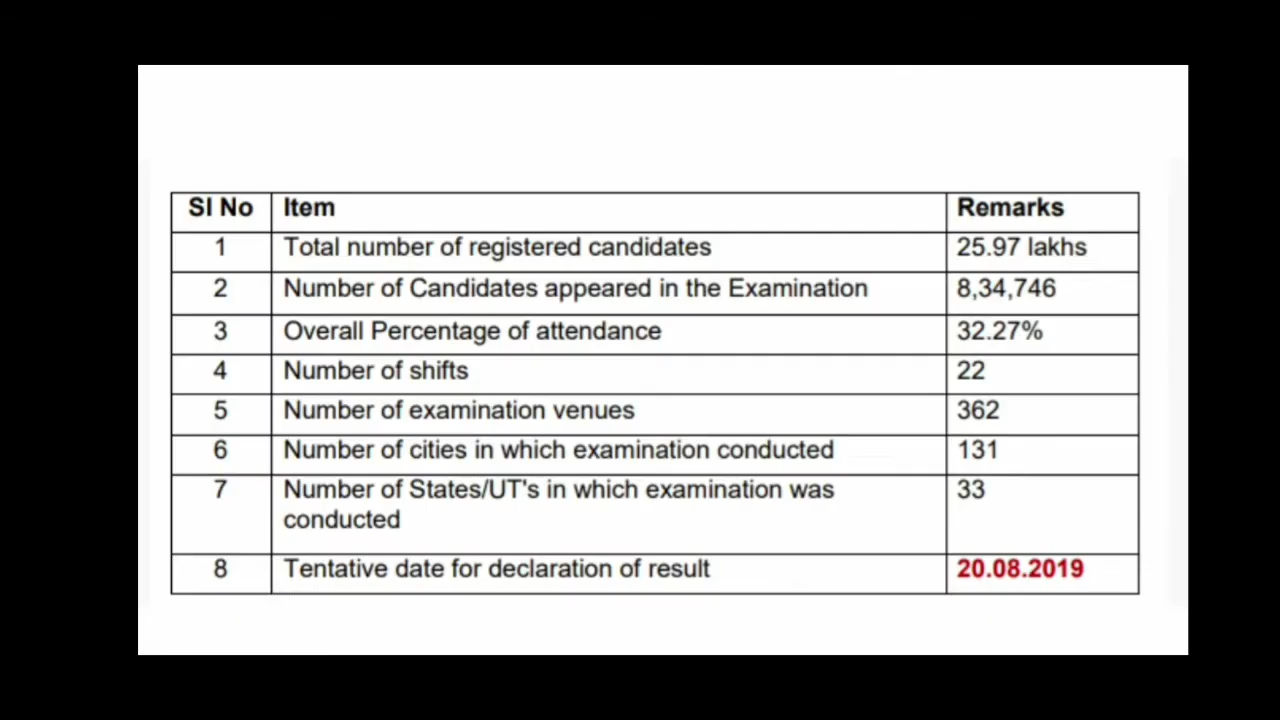 Sl No Item Remarks
1 Total number of registered candidates 25.97 lakhs
2 Number of Candidates appeared in the Examination 8,34,746
3 Overall Percentage of attendance 32.27%
4 Number of shifts 22
5 Number of examination venues 362
6 Number of cities in which examination conducted 131
7 Number of States/UT's in which examination was 33
conducted
8 Tentative date for declaration of result 20.08.2019